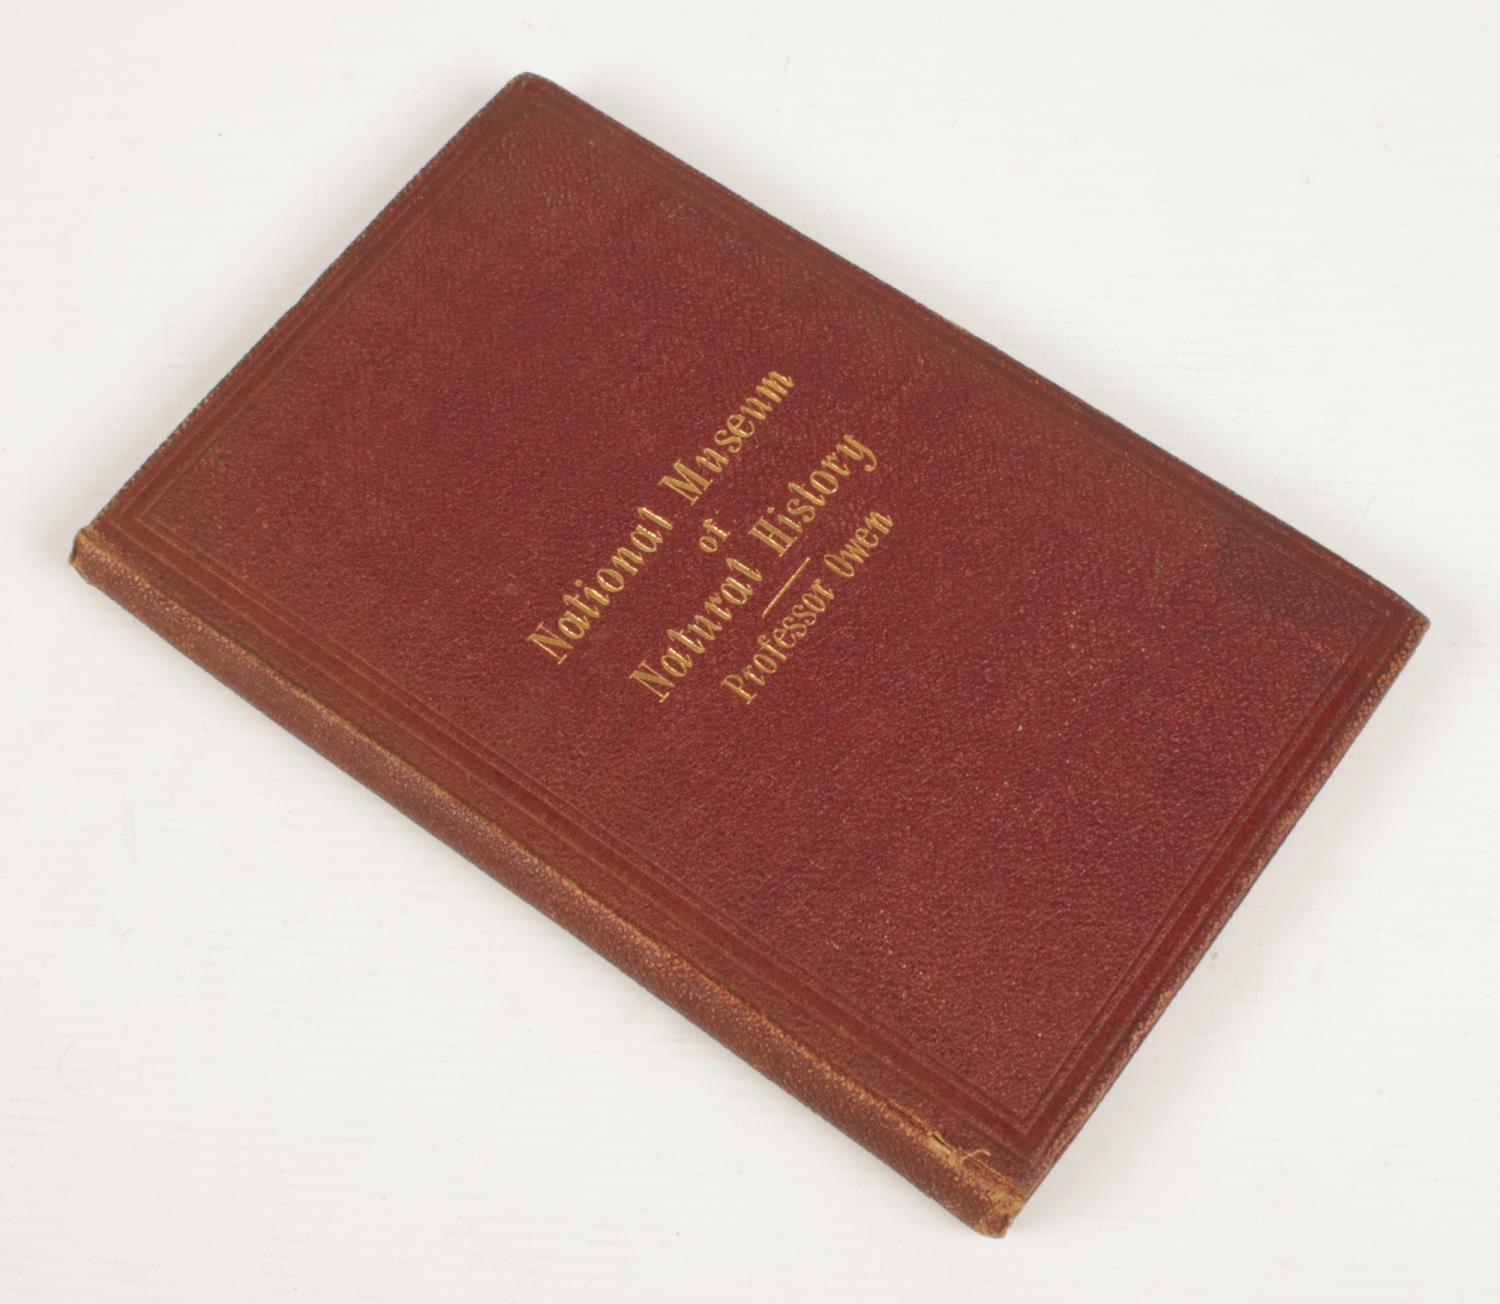 National Museum
of
Natural History
Professor Owen